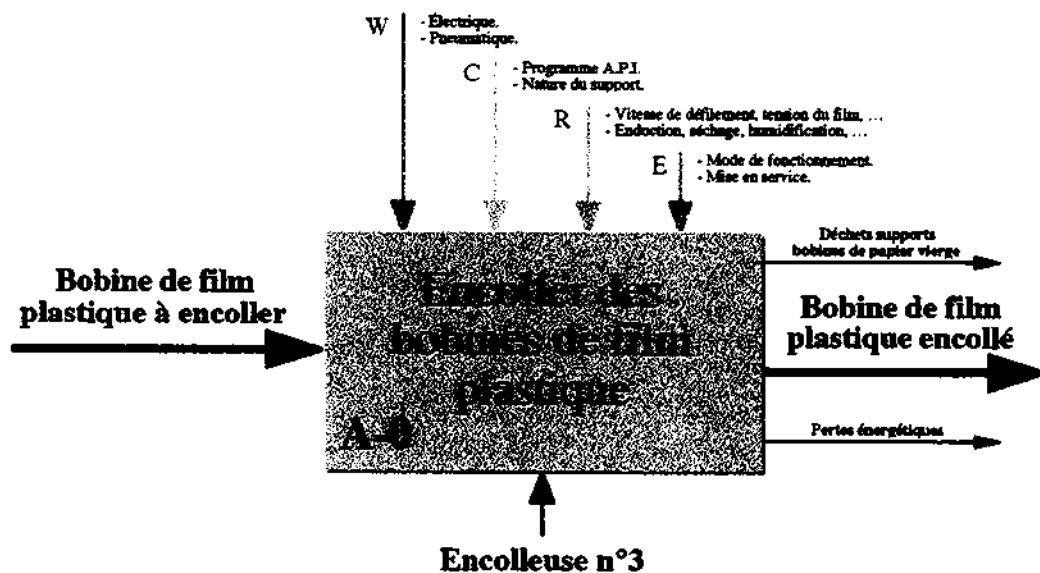 W
- Électrique.
- Pneumatique.
C
- Programme A.P.I.
- Nature du support.
R
- Vitesse de défilement, tension du film, ...
- Enduction, séchage, humidification, ...
E
- Mode de fonctionnement.
- Mise en service.
Bobine de film
plastique à encoller
Encoller des
bobines de film
plastique
A-0
Déchets supports
bobines de papier vierge
Bobine de film
plastique encollé
Pertes énergétiques
Encolleuse n°3